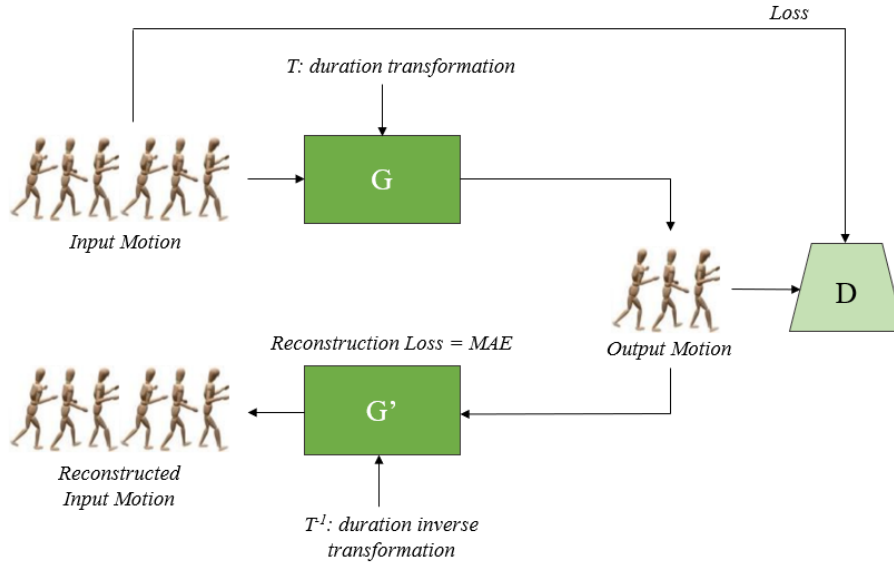 Loss
T: duration transformation
G
Input Motion
D
Output Motion
Reconstruction Loss = MAE
G’
Reconstructed
Input Motion
T⁻¹: duration inverse
transformation